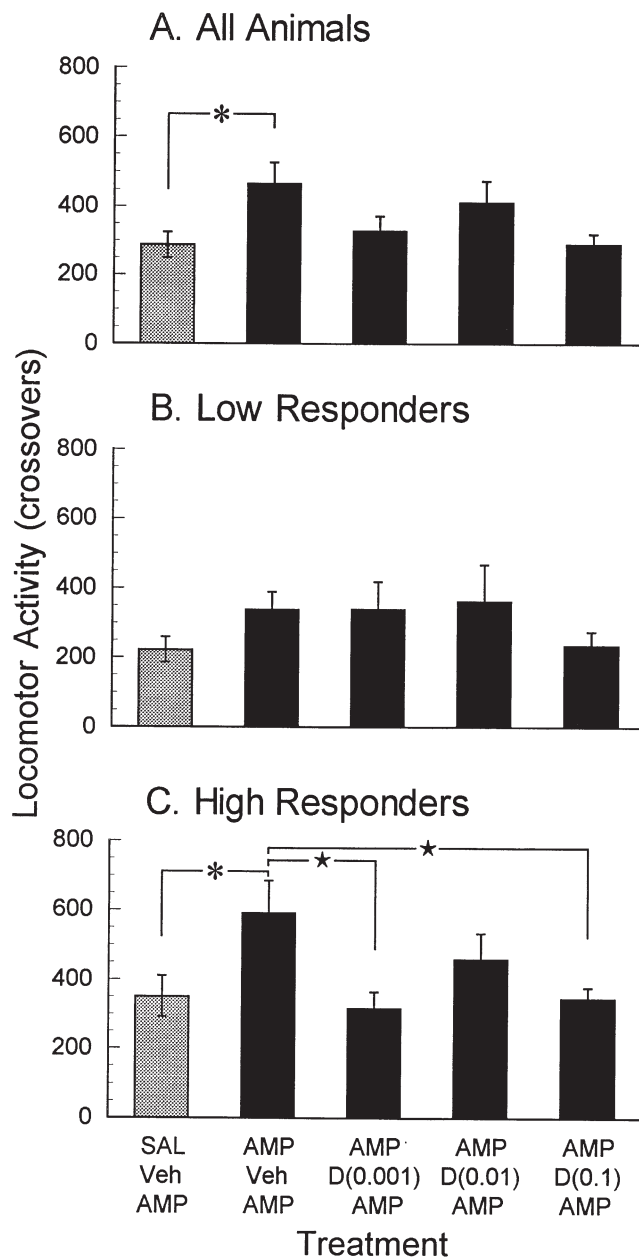 A. All Animals
800
600
400
200
0
*
B. Low Responders
800
600
400
200
0
Locomotor Activity (crossovers)
C. High Responders
800
600
400
200
0
* ★ ★
SAL AMP AMP AMP AMP
Veh Veh D(0.001) D(0.01) D(0.1)
AMP AMP AMP AMP AMP
Treatment